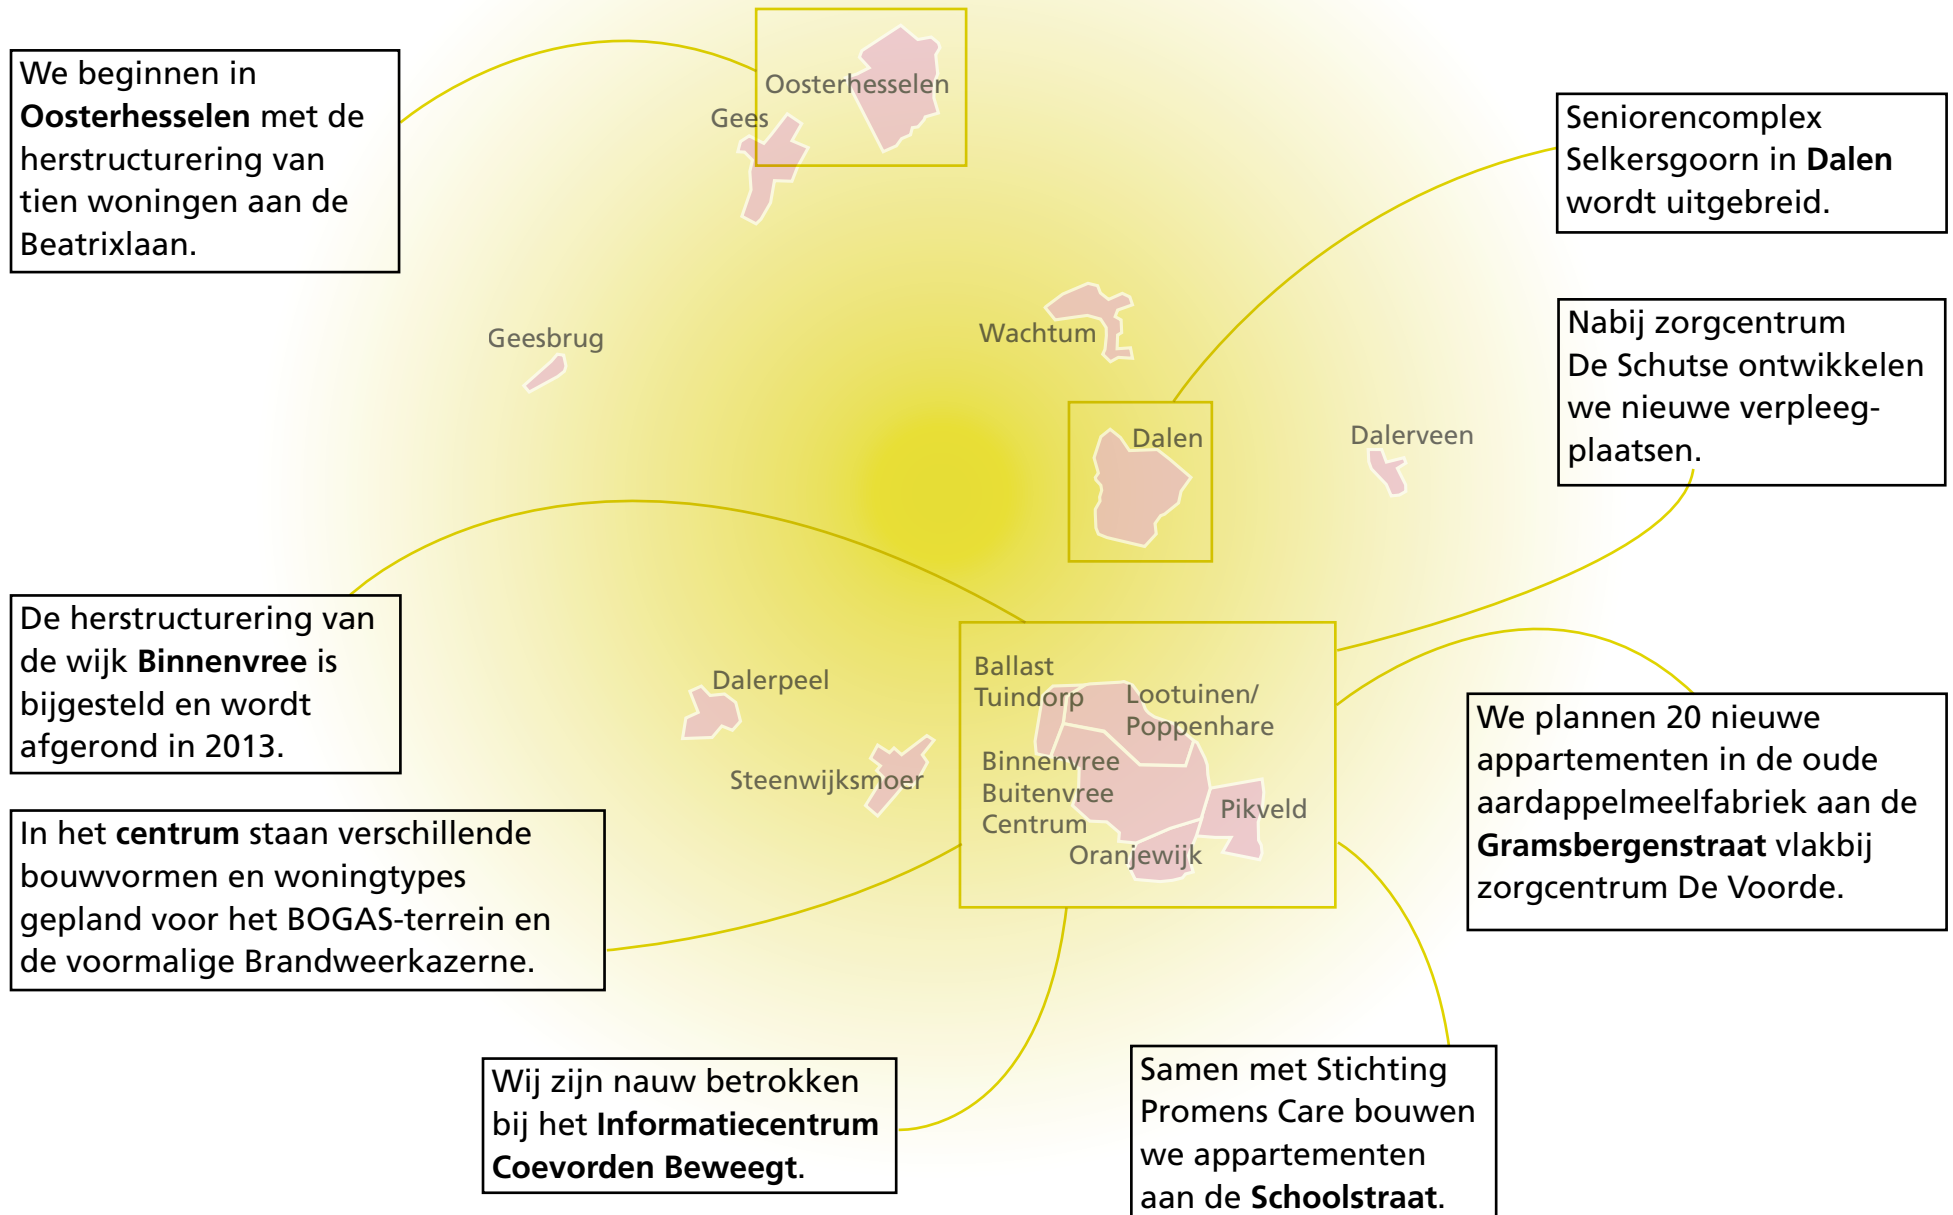 We beginnen in
Oosterhesselen met de
herstructurering van
tien woningen aan de
Beatrixlaan.
Oosterhesselen
Gees
Seniorencomplex
Selkersgoorn in Dalen
wordt uitgebreid.
Geesbrug
Wachtum
Nabij zorgcentrum
De Schutse ontwikkelen
we nieuwe verpleeg-
plaatsen.
Dalen
Dalerveen
De herstructurering van
de wijk Binnenvree is
bijgesteld en wordt
afgerond in 2013.
Dalerpeel
Steenwijksmoer
Ballast
Tuindorp
Lootuinen/
Poppenhare
Binnenvree
Buitenvree
Centrum
Pikveld
Oranjewijk
We plannen 20 nieuwe
appartementen in de oude
aardappelmeelfabriek aan de
Gramsbergenstraat vlakbij
zorgcentrum De Voorde.
In het centrum staan verschillende
bouwvormen en woningtypes
gepland voor het BOGAS-terrein en
de voormalige Brandweerkazerne.
Wij zijn nauw betrokken
bij het Informatiecentrum
Coevorden Beweegt.
Samen met Stichting
Promens Care bouwen
we appartementen
aan de Schoolstraat.